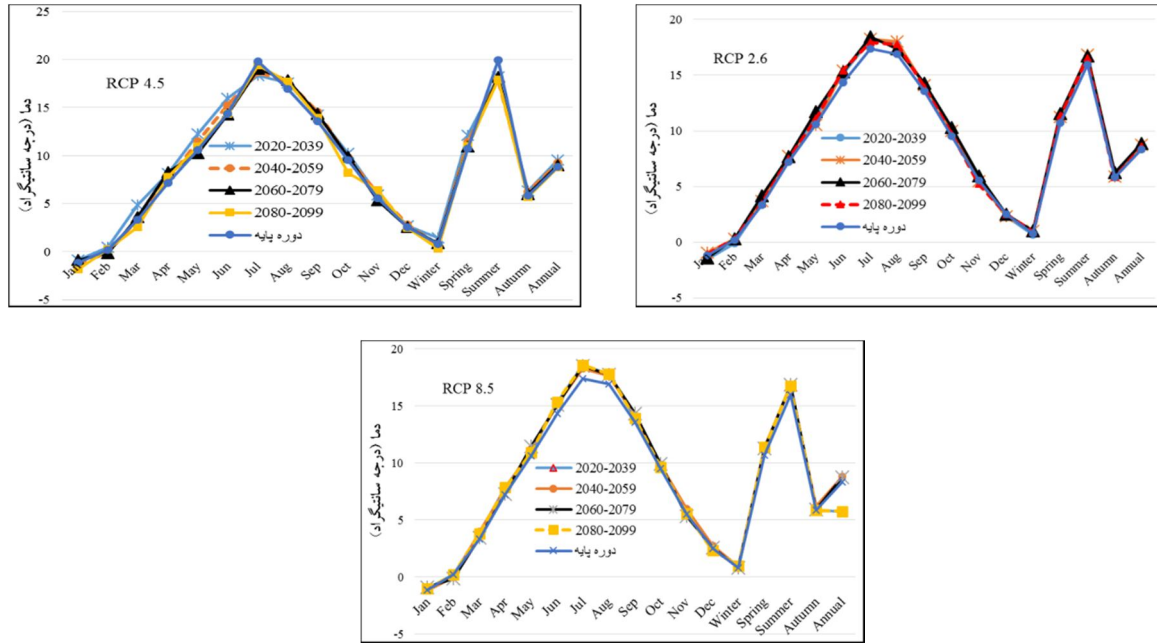 25
20
15
10
5
0
-5
دما (درجه سانتیگراد)
RCP 4.5
2020-2039
2040-2059
2060-2079
2080-2099
دوره پایه
Jan
Feb
Mar
Apr
May
Jun
Jul
Aug
Sep
Oct
Nov
Dec
Winter
Spring
Summer
Autumn
Annual
20
15
10
5
0
-5
دما (درجه سانتیگراد)
RCP 2.6
2020-2039
2040-2059
2060-2079
2080-2099
دوره پایه
Jan
Feb
Mar
Apr
May
Jun
Jul
Aug
Sep
Oct
Nov
Dec
Winter
Spring
Summer
Autumn
Annual
20
15
10
5
0
-5
دما (درجه سانتیگراد)
RCP 8.5
2020-2039
2040-2059
2060-2079
2080-2099
دوره پایه
Jan
Feb
Mar
Apr
May
Jun
Jul
Aug
Sep
Oct
Nov
Dec
Winter
Spring
Summer
Autumn
Annual